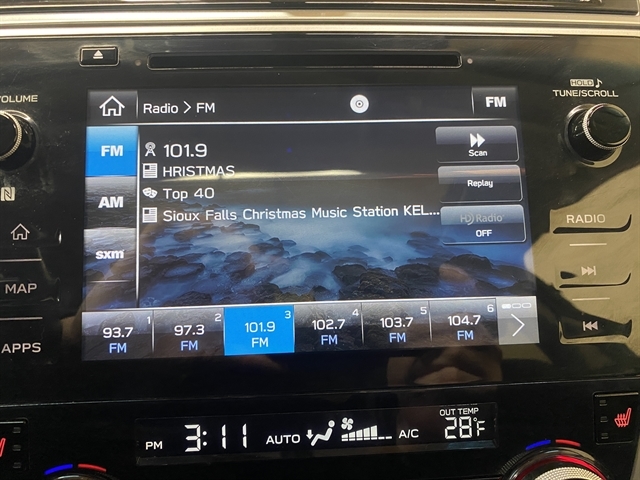 VOLUME
HOLD
TUNE/SCROLL
Radio > FM
FM
FM
101.9
Scan
HRISTMAS
AM
Top 40
Replay
Sioux Falls Christmas Music Station KEL...
HD Radio
OFF
sxm
RADIO
MAP
APPS
93.7 1
FM
97.3 2
FM
101.9 3
FM
102.7 4
FM
103.7 5
FM
104.7 6
FM
PM 3:11 AUTO A/C
OUT TEMP
28°F